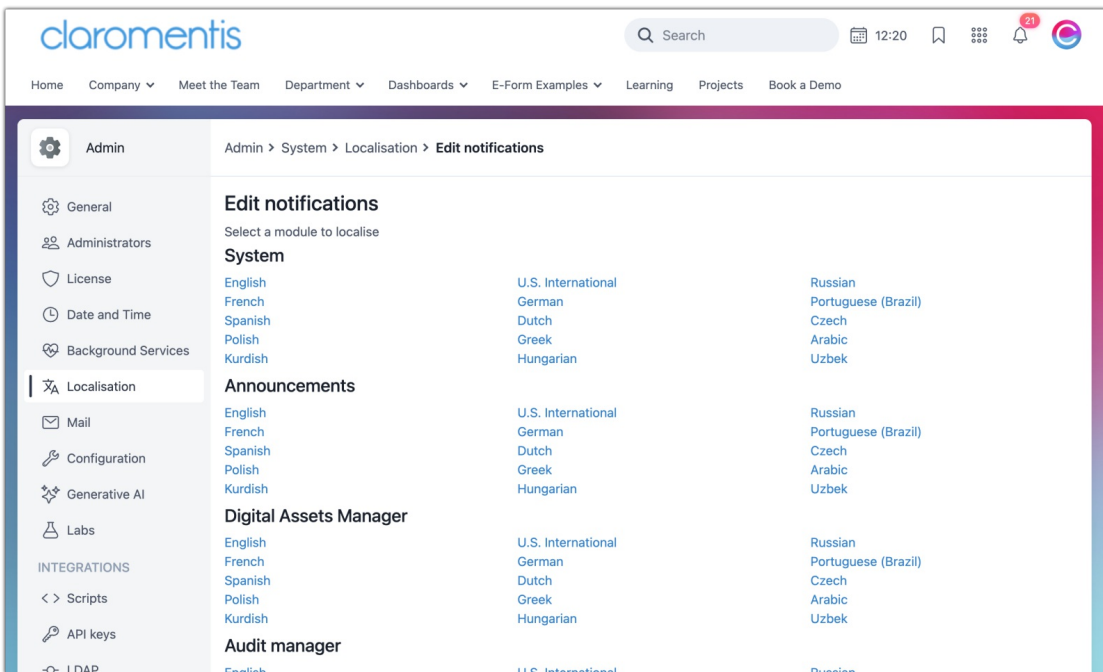 claromentis
Search
12:20
21
Home Company Meet the Team Department Dashboards E-Form Examples Learning Projects Book a Demo
Admin
Admin > System > Localisation > Edit notifications
General
Administrators
License
Date and Time
Background Services
Localisation
Mail
Configuration
Generative AI
Labs
INTEGRATIONS
< > Scripts
API keys
LDAP
Edit notifications
Select a module to localise
System
English U.S. International Russian
French German Portuguese (Brazil)
Spanish Dutch Czech
Polish Greek Arabic
Kurdish Hungarian Uzbek
Announcements
English U.S. International Russian
French German Portuguese (Brazil)
Spanish Dutch Czech
Polish Greek Arabic
Kurdish Hungarian Uzbek
Digital Assets Manager
English U.S. International Russian
French German Portuguese (Brazil)
Spanish Dutch Czech
Polish Greek Arabic
Kurdish Hungarian Uzbek
Audit manager
English U.S. International Russian